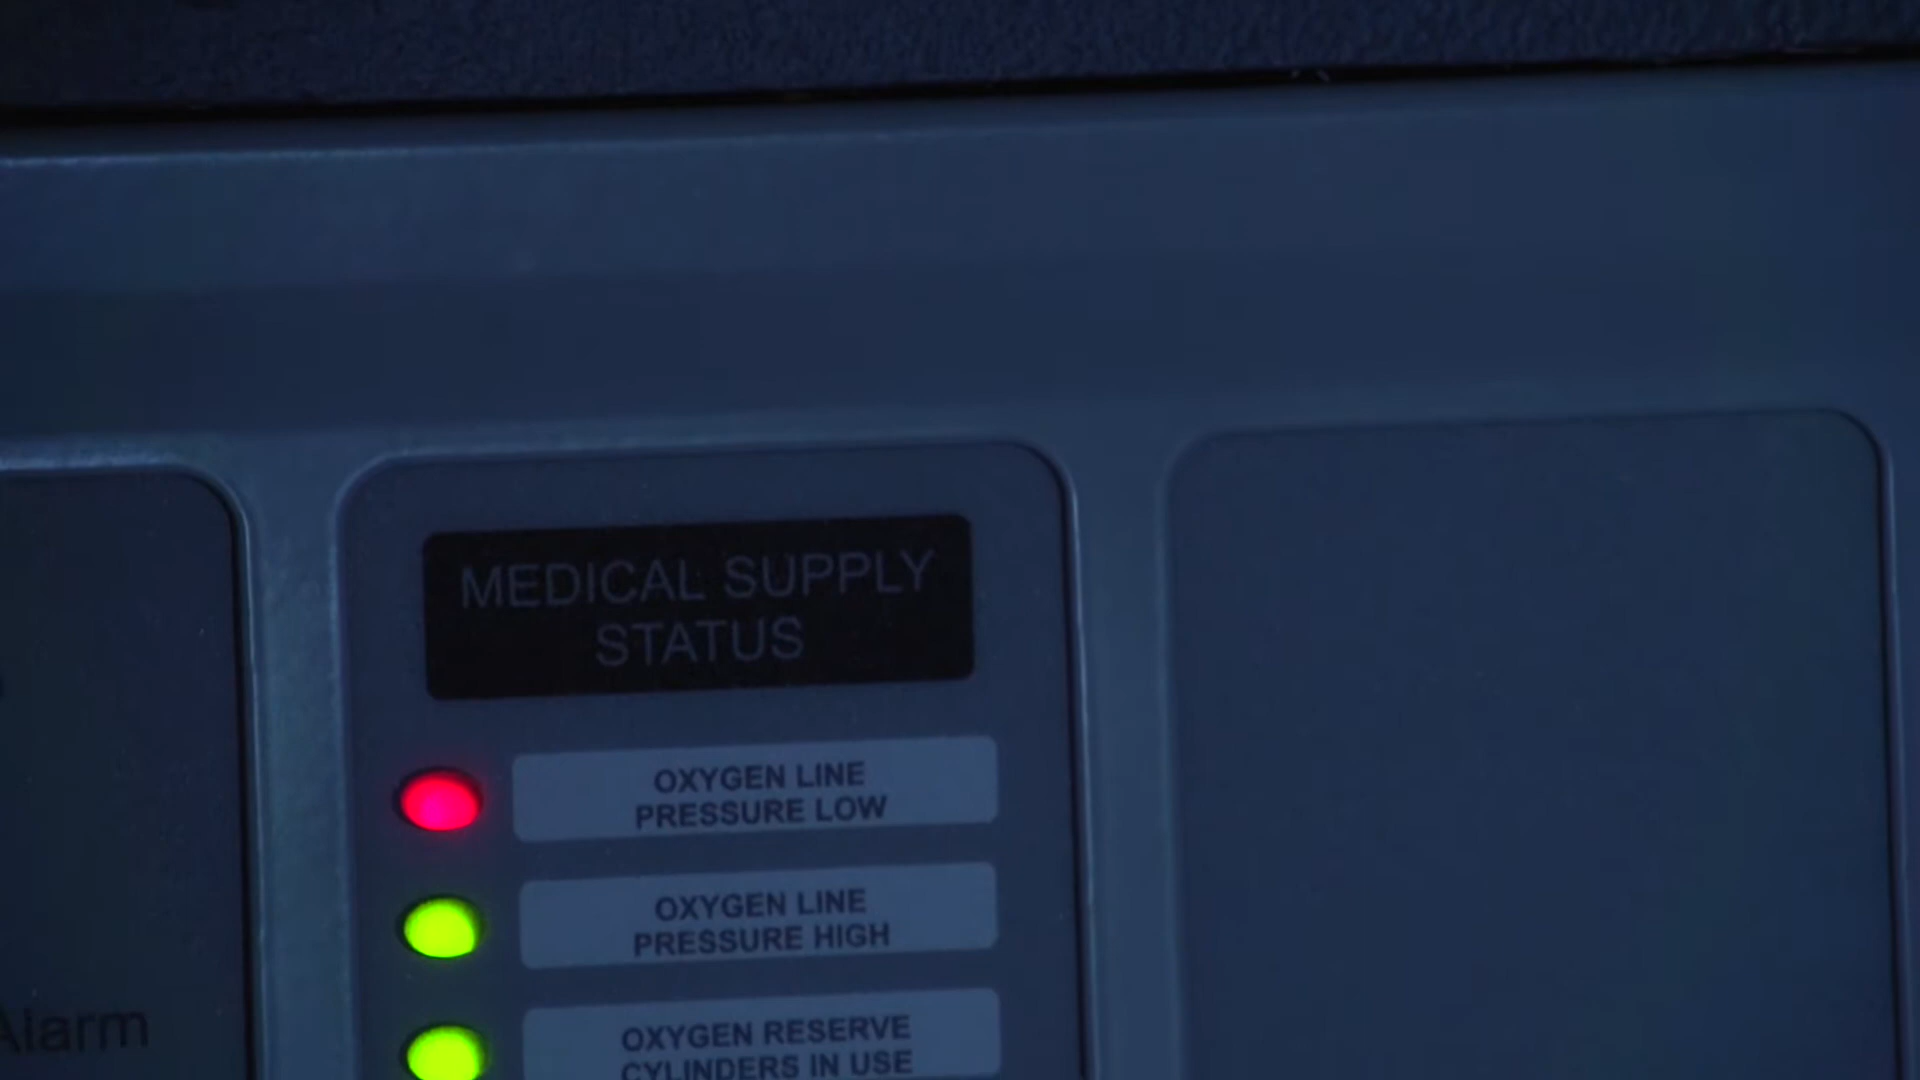 MEDICAL SUPPLY
STATUS
OXYGEN LINE
PRESSURE LOW
OXYGEN LINE
PRESSURE HIGH
OXYGEN RESERVE
CYLINDERS IN USE
Alarm